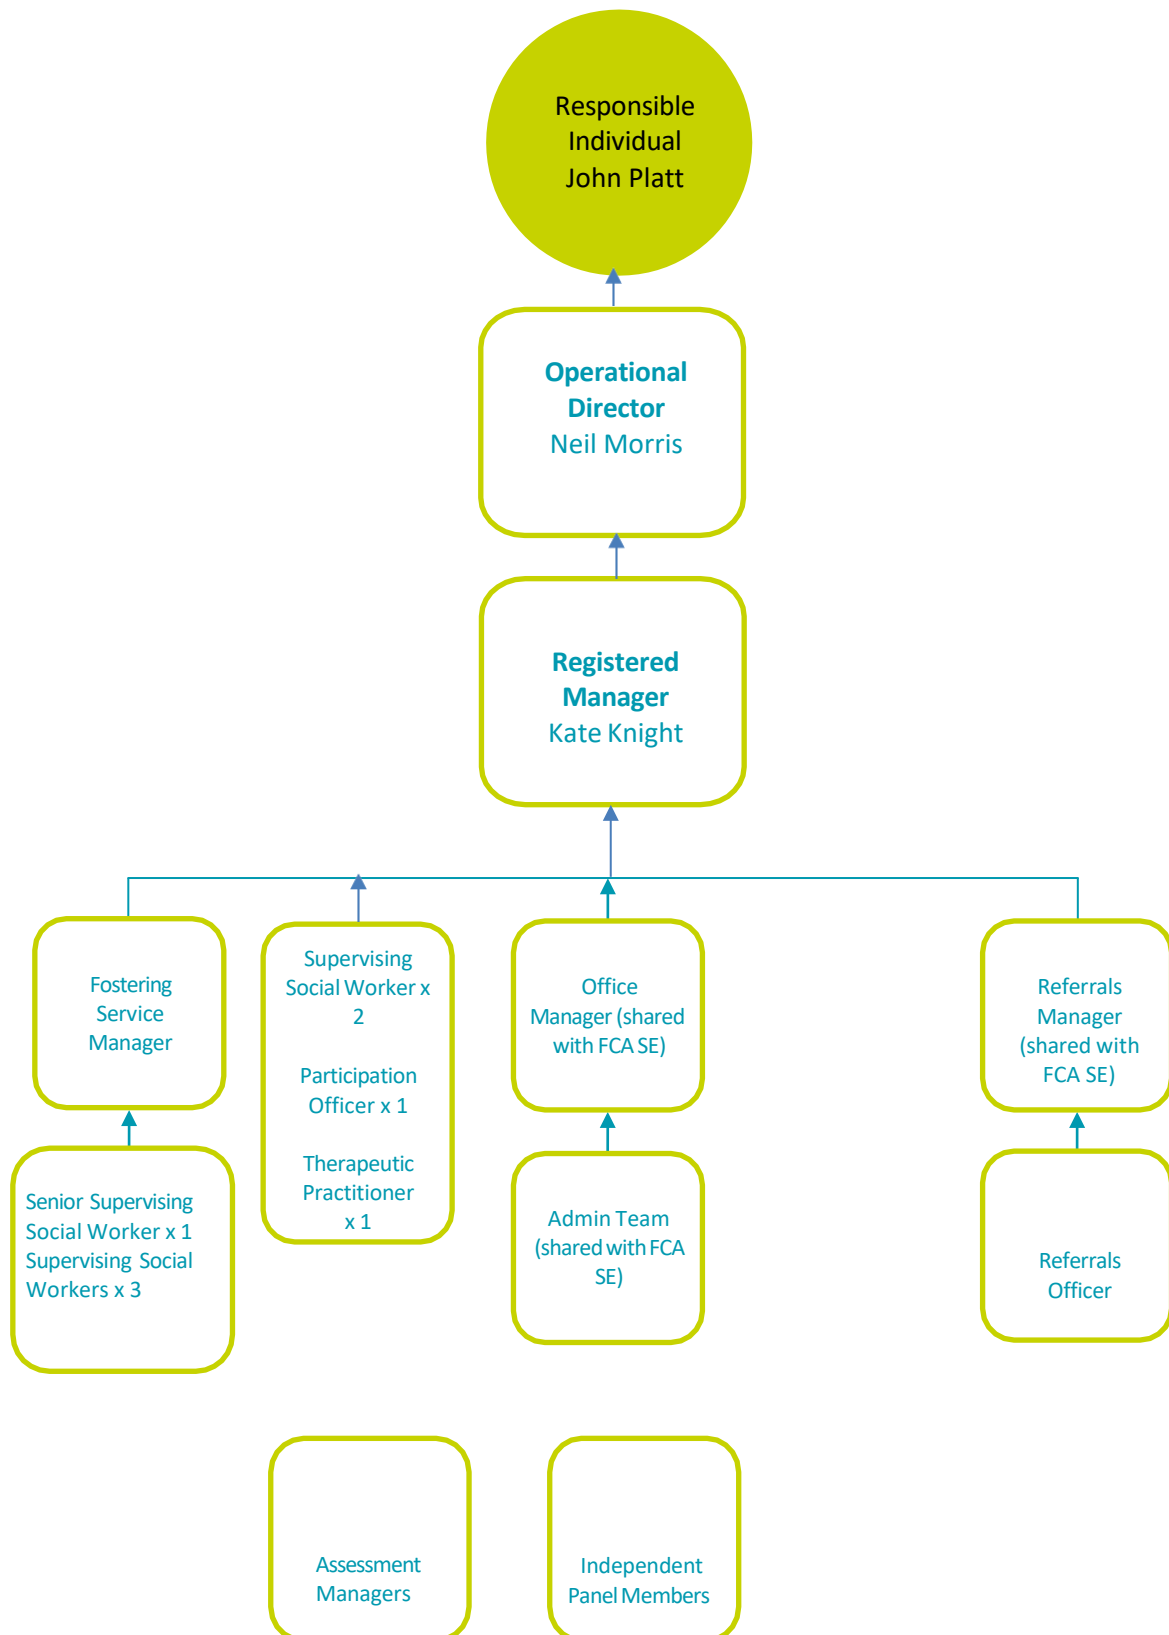 Responsible
Individual
John Platt
Operational
Director
Neil Morris
Registered
Manager
Kate Knight
Fostering
Service
Manager
Supervising
Social Worker x
2
Participation
Officer x 1
Therapeutic
Practitioner
x 1
Office
Manager (shared
with FCA SE)
Referrals
Manager
(shared with
FCA SE)
Senior Supervising
Social Worker x 1
Supervising Social
Workers x 3
Admin Team
(shared with FCA
SE)
Referrals
Officer
Assessment
Managers
Independent
Panel Members